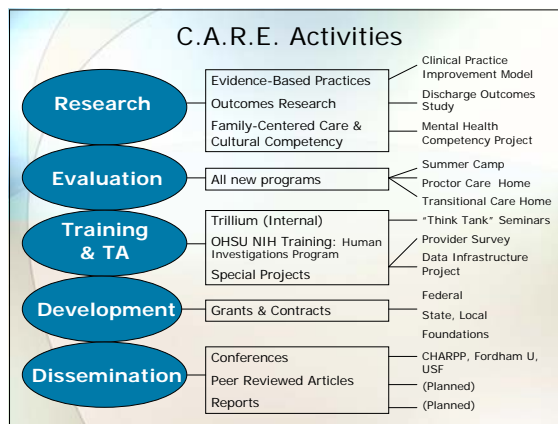 C.A.R.E. Activities
Research
Evidence-Based Practices
Outcomes Research
Family-Centered Care &
Cultural Competency
Clinical Practice
Improvement Model
Discharge Outcomes
Study
Mental Health
Competency Project
Evaluation
All new programs
Summer Camp
Proctor Care Home
Transitional Care Home
Training
& TA
Trillium (Internal)
OHSU NIH Training: Human
Investigations Program
Special Projects
"Think Tank" Seminars
Provider Survey
Data Infrastructure
Project
Development
Grants & Contracts
Federal
State, Local
Foundations
Dissemination
Conferences
Peer Reviewed Articles
Reports
CHARPP, Fordham U,
USF
(Planned)
(Planned)